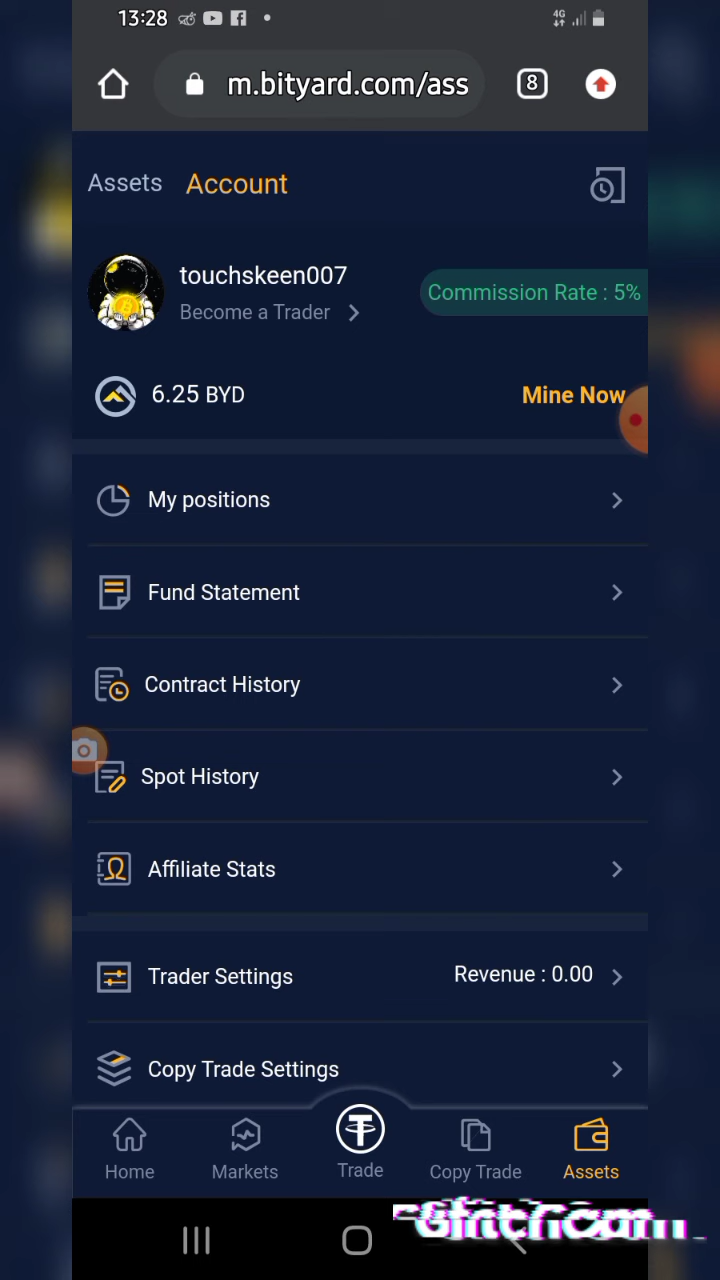 13:28
4G
m.bityard.com/ass
8
Assets Account
touchskeen007
Become a Trader
Commission Rate : 5%
6.25 BYD
Mine Now
My positions
Fund Statement
Contract History
Spot History
Affiliate Stats
Trader Settings
Revenue : 0.00
Copy Trade Settings
Home
Markets
Trade
Copy Trade
Assets